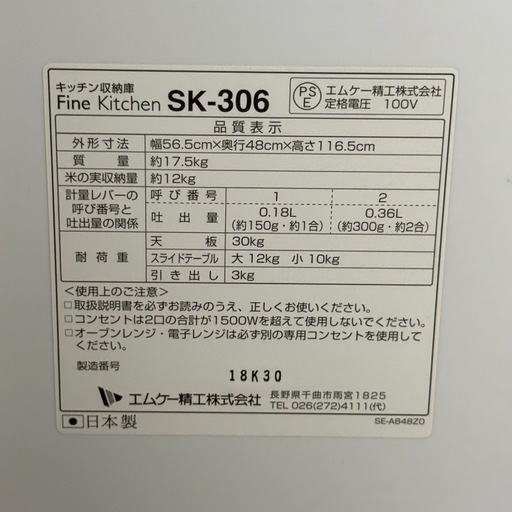 キッチン収納庫
Fine Kitchen SK-306
PS
E
エムケー精工株式会社
定格電圧 100V
品質表示
外形寸法 幅56.5cm×奥行48cm×高さ116.5cm
質量 約17.5kg
米の実収納量 約12kg
計量レバーの呼び番号と吐出量の関係 呼び番号 1 2
吐出量 0.18L (約150g・約1合) 0.36L (約300g・約2合)
耐荷重 天板 30kg
スライドテーブル 大 12kg 小 10kg
引き出し 3kg
<使用上のご注意>
□取扱説明書を必ずお読みのうえ、正しくお使いください。
□コンセントは2口の合計が1500Wを超えて使用しないでください。
□オーブンレンジ・電子レンジは必ず別の専用コンセントを使用して
ください。
製造番号
18K30
エムケー精工株式会社
長野県千曲市雨宮1825
TEL 026(272)4111(代)
日本製
SE-A848Z0